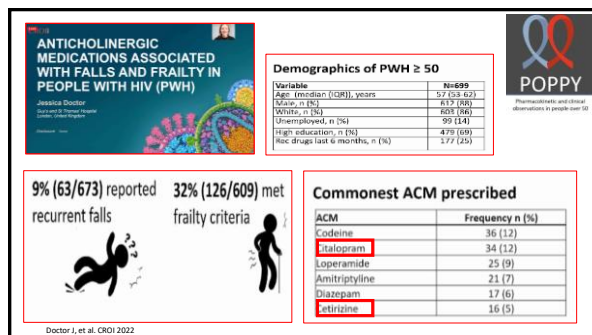 ANTICHOLINERGIC
MEDICATIONS ASSOCIATED
WITH FALLS AND FRAILTY IN
PEOPLE WITH HIV (PWH)
Jessica Doctor
London, United Kingdom
Demographics of PWH ≥ 50
Variable N=699
Age (median (IQR)), years 57 (53-62)
Male, n (%) 612 (88)
White, n (%) 603 (86)
Unemployed, n (%) 99 (14)
High education, n (%) 479 (69)
Rec drugs last 6 months, n (%) 177 (25)
POPPY
Pharmacokinetic and clinical
observations in people over 50
9% (63/673) reported
recurrent falls
32% (126/609) met
frailty criteria
???
Commonest ACM prescribed
ACM Frequency n (%)
Codeine 36 (12)
Citalopram 34 (12)
Loperamide 25 (9)
Amitriptyline 21 (7)
Diazepam 17 (6)
Cetirizine 16 (5)
Doctor J, et al. CROI 2022